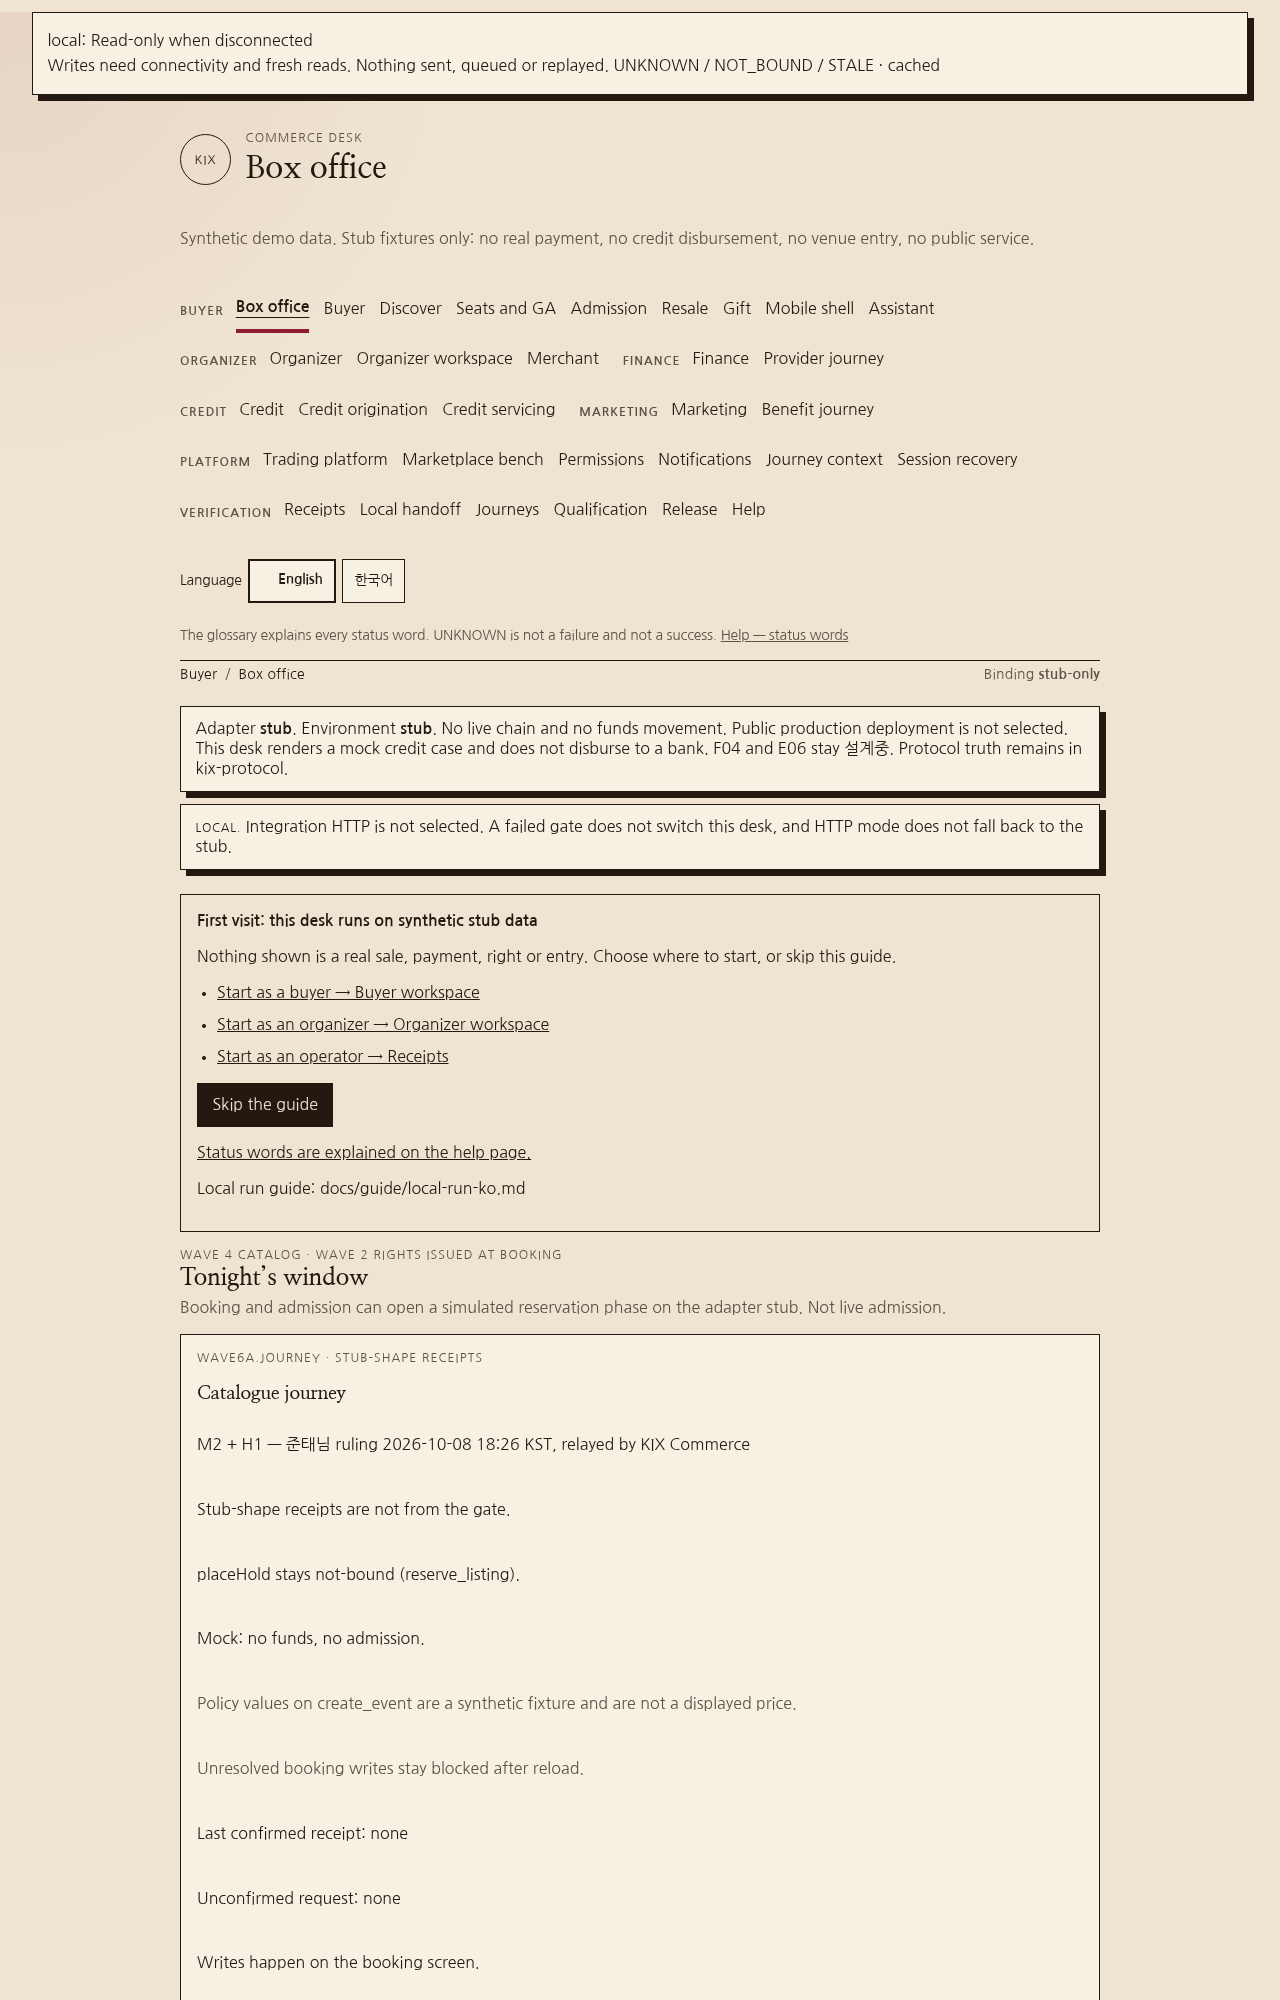 local: Read-only when disconnected
Writes need connectivity and fresh reads. Nothing sent, queued or replayed. UNKNOWN / NOT_BOUND / STALE · cached
KIX
COMMERCE DESK
Box office
Synthetic demo data. Stub fixtures only: no real payment, no credit disbursement, no venue entry, no public service.
BUYER Box office Buyer Discover Seats and GA Admission Resale Gift Mobile shell Assistant
ORGANIZER Organizer Organizer workspace Merchant FINANCE Finance Provider journey
CREDIT Credit Credit origination Credit servicing MARKETING Marketing Benefit journey
PLATFORM Trading platform Marketplace bench Permissions Notifications Journey context Session recovery
VERIFICATION Receipts Local handoff Journeys Qualification Release Help
Language English 한국어
The glossary explains every status word. UNKNOWN is not a failure and not a success. Help — status words
Buyer / Box office Binding stub-only
Adapter stub. Environment stub. No live chain and no funds movement. Public production deployment is not selected.
This desk renders a mock credit case and does not disburse to a bank. F04 and E06 stay 설계중. Protocol truth remains in
kix-protocol.
LOCAL. Integration HTTP is not selected. A failed gate does not switch this desk, and HTTP mode does not fall back to the
stub.
First visit: this desk runs on synthetic stub data
Nothing shown is a real sale, payment, right or entry. Choose where to start, or skip this guide.
• Start as a buyer → Buyer workspace
• Start as an organizer → Organizer workspace
• Start as an operator → Receipts
Skip the guide
Status words are explained on the help page.
Local run guide: docs/guide/local-run-ko.md
WAVE 4 CATALOG · WAVE 2 RIGHTS ISSUED AT BOOKING
Tonight’s window
Booking and admission can open a simulated reservation phase on the adapter stub. Not live admission.
WAVE6A.JOURNEY · STUB-SHAPE RECEIPTS
Catalogue journey
M2 + H1 — 준태님 ruling 2026-10-08 18:26 KST, relayed by KIX Commerce
Stub-shape receipts are not from the gate.
placeHold stays not-bound (reserve_listing).
Mock: no funds, no admission.
Policy values on create_event are a synthetic fixture and are not a displayed price.
Unresolved booking writes stay blocked after reload.
Last confirmed receipt: none
Unconfirmed request: none
Writes happen on the booking screen.